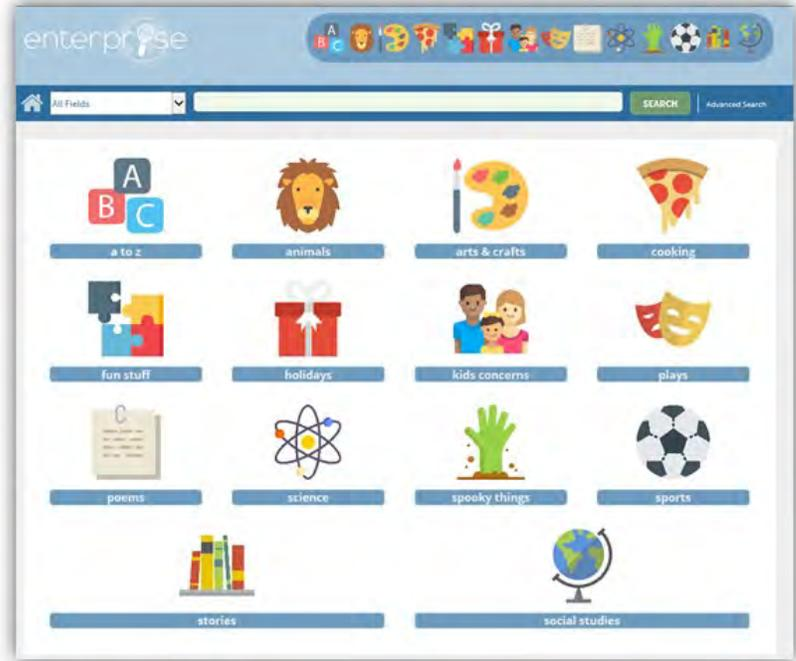 enterprise
A
B
C
All Fields
SEARCH
Advanced Search
A
B
C
a to z
animals
arts & crafts
cooking
fun stuff
holidays
kids concerns
plays
poems
science
spooky things
sports
stories
social studies